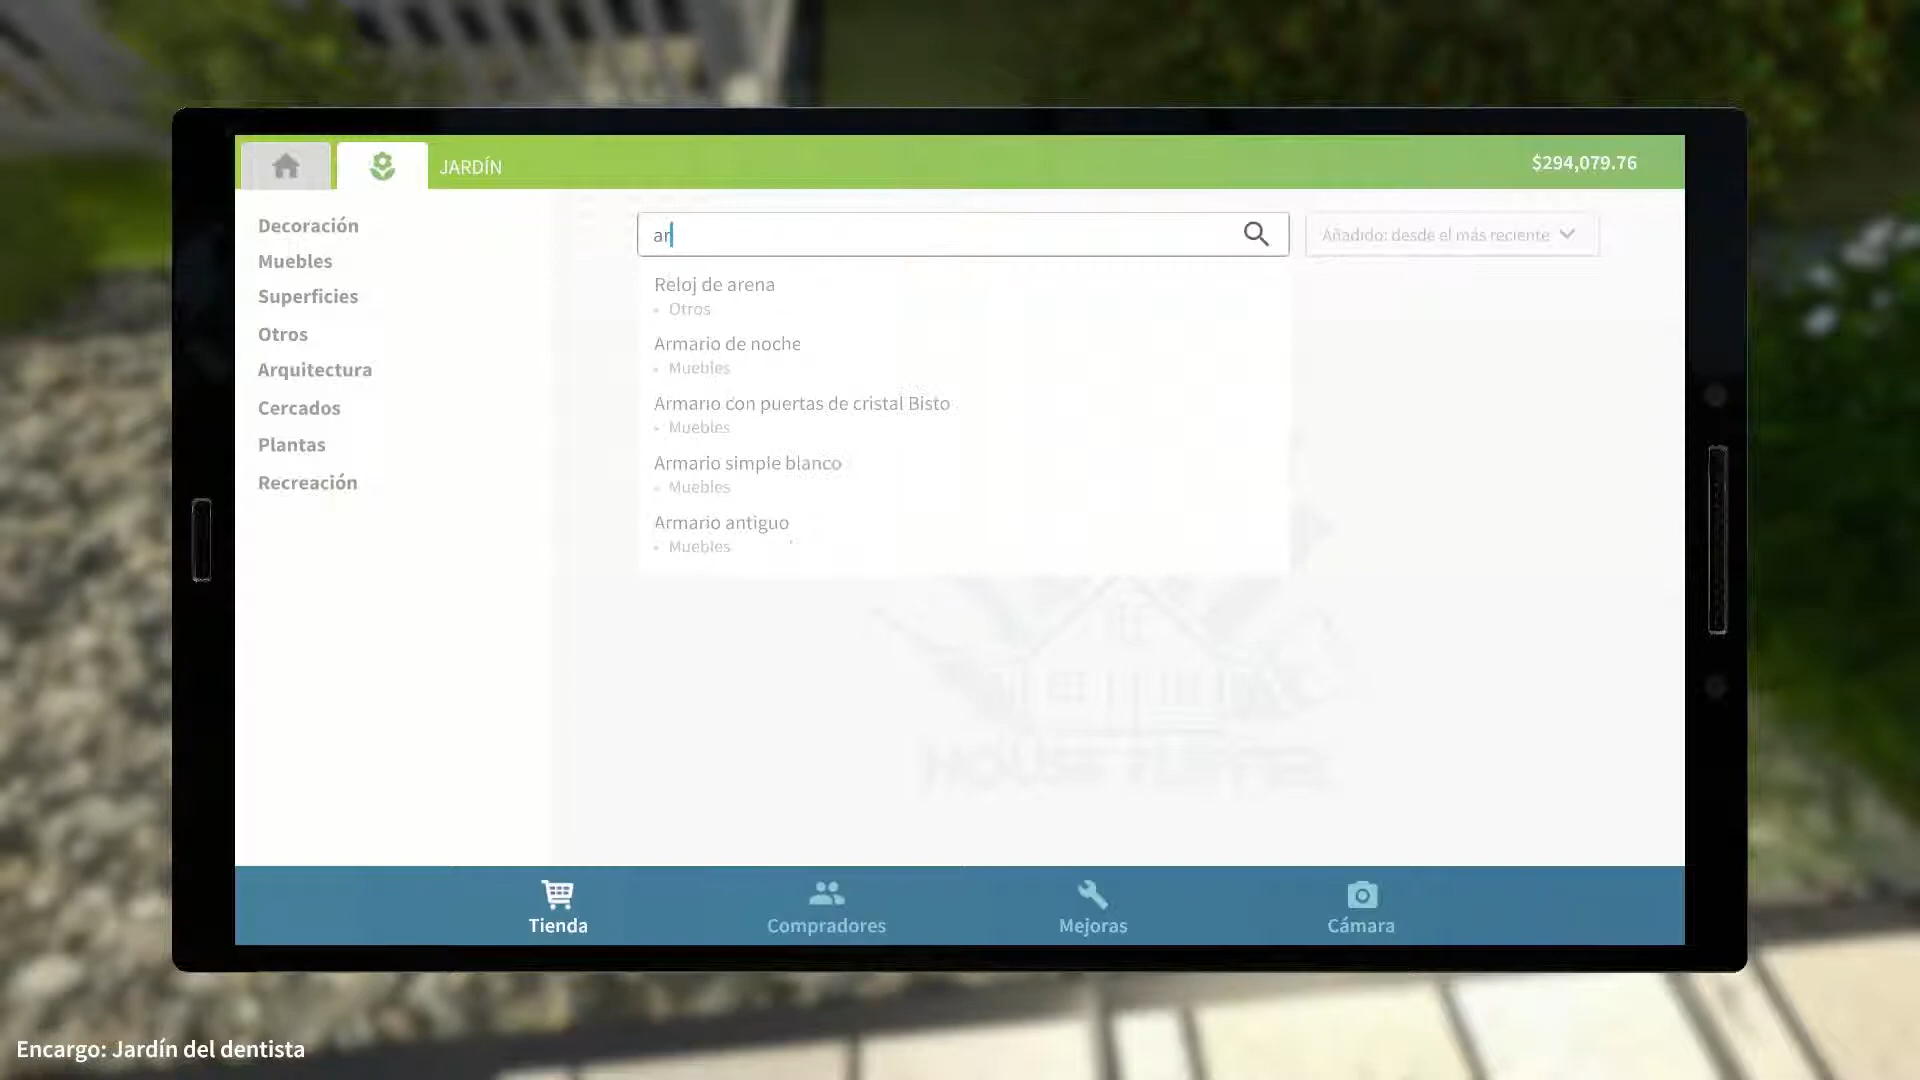 JARDÍN
$294,079.76
Decoración
Muebles
Superficies
Otros
Arquitectura
Cercados
Plantas
Recreación
ar
Añadido: desde el más reciente
Reloj de arena
• Otros
Armario de noche
• Muebles
Armario con puertas de cristal Bisto
• Muebles
Armario simple blanco
• Muebles
Armario antiguo
• Muebles
HOUSE FLIPPER
Tienda
Compradores
Mejoras
Cámara
Encargo: Jardín del dentista